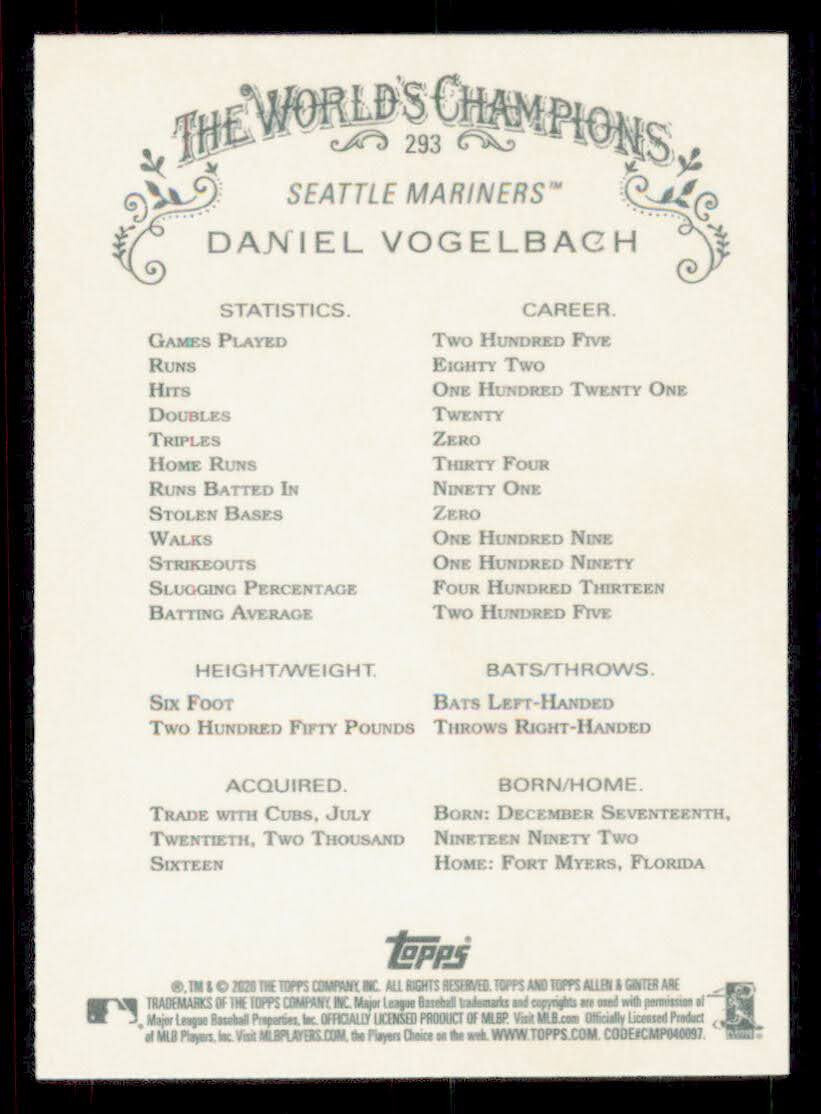 THE WORLD'S CHAMPIONS
293
SEATTLE MARINERS™
DANIEL VOGELBACH
STATISTICS. CAREER.
GAMES PLAYED TWO HUNDRED FIVE
RUNS EIGHTY TWO
HITS ONE HUNDRED TWENTY ONE
DOUBLES TWENTY
TRIPLES ZERO
HOME RUNS THIRTY FOUR
RUNS BATTED IN NINETY ONE
STOLEN BASES ZERO
WALKS ONE HUNDRED NINE
STRIKEOUTS ONE HUNDRED NINETY
SLUGGING PERCENTAGE FOUR HUNDRED THIRTEEN
BATTING AVERAGE TWO HUNDRED FIVE
HEIGHT/WEIGHT. BATS/THROWS.
SIX FOOT BATS LEFT-HANDED
TWO HUNDRED FIFTY POUNDS THROWS RIGHT-HANDED
ACQUIRED. BORN/HOME.
TRADE WITH CUBS, JULY BORN: DECEMBER SEVENTEENTH,
TWENTIETH, TWO THOUSAND NINETEEN NINETY TWO
SIXTEEN HOME: FORT MYERS, FLORIDA
topps®
®, TM & © 2020 THE TOPPS COMPANY, INC. ALL RIGHTS RESERVED. TOPPS AND TOPPS ALLEN & GINTER ARE
TRADEMARKS OF THE TOPPS COMPANY, INC. Major League Baseball trademarks and copyrights are used with permission of
Major League Baseball Properties, Inc. OFFICIALLY LICENSED PRODUCT OF MLBP. Visit MLB.com Officially Licensed Product
of MLB Players, Inc. Visit MLBPLAYERS.COM, the Players Choice on the web. WWW.TOPPS.COM. CODE#CMP040097.